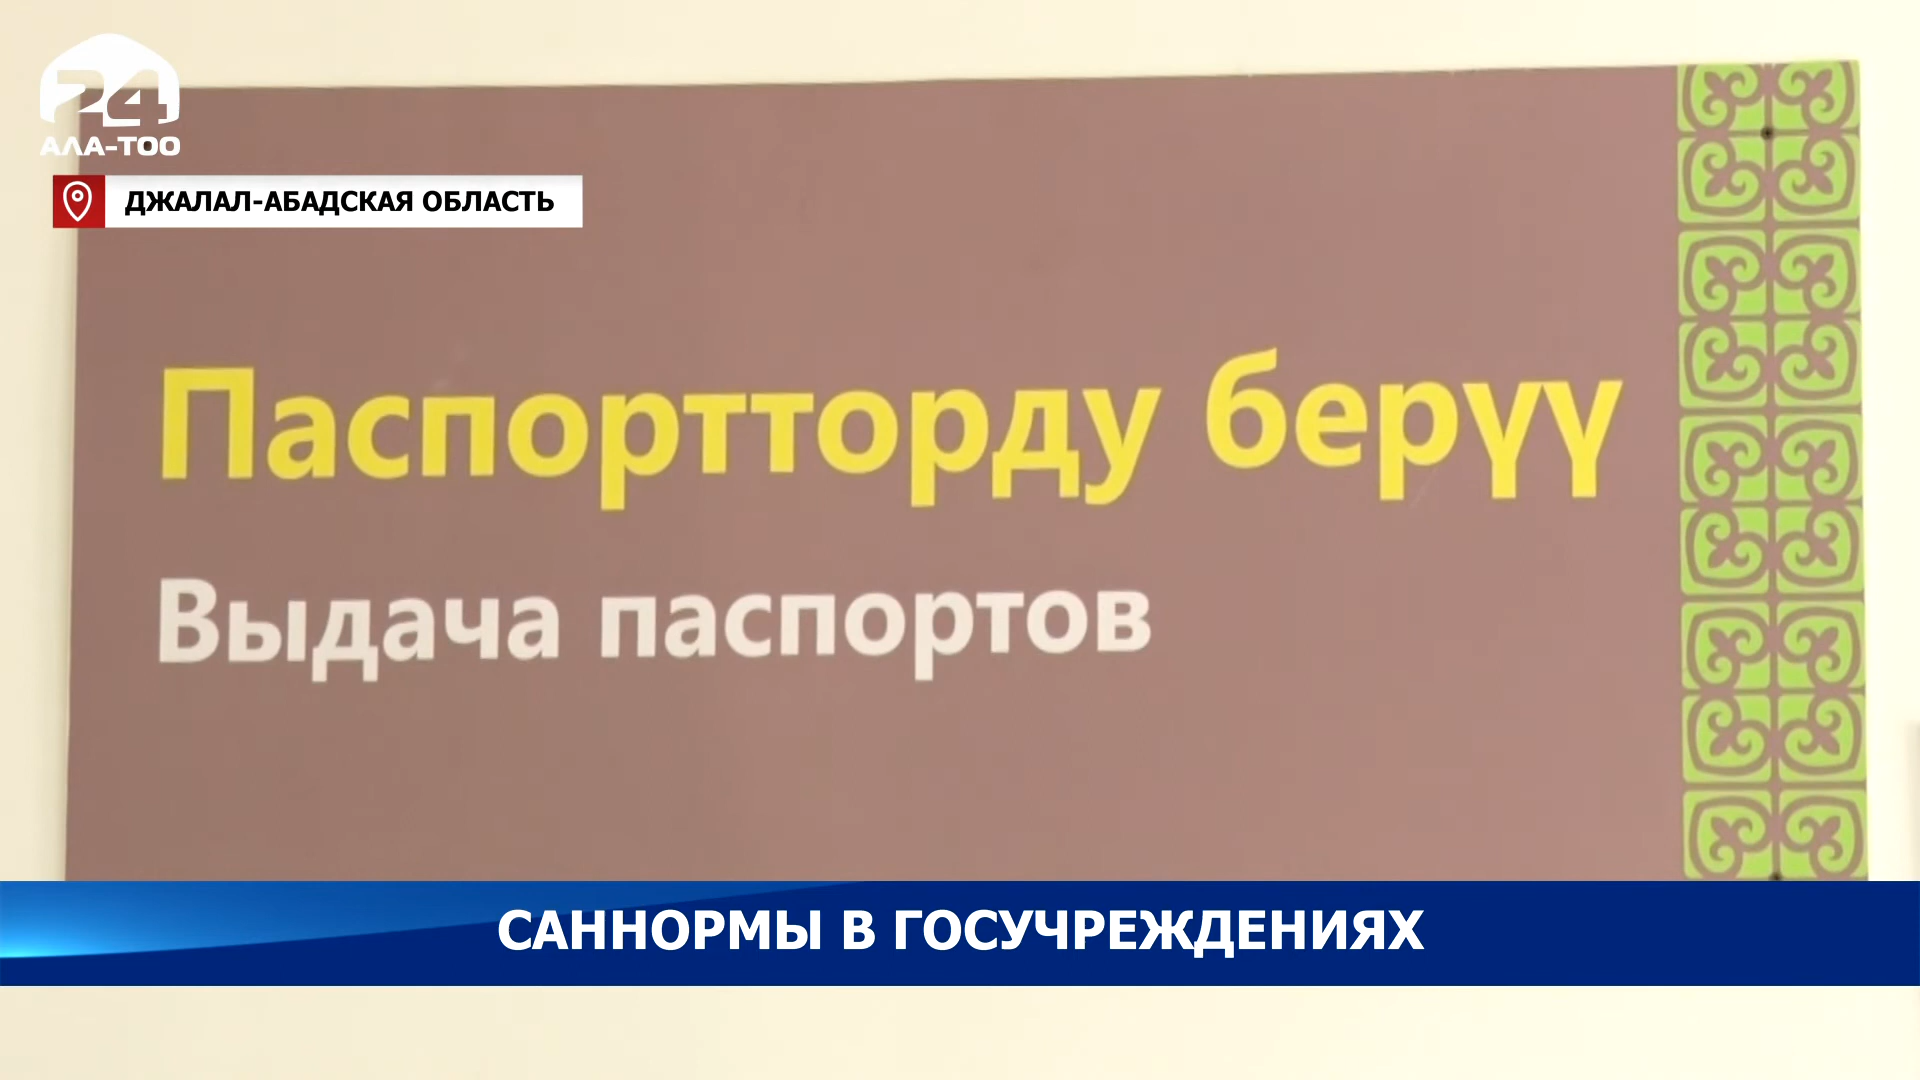 24
АЛА-ТОО
ДЖАЛАЛ-АБАДСКАЯ ОБЛАСТЬ
Паспортторду берүү
Выдача паспортов
САННОРМЫ В ГОСУЧРЕЖДЕНИЯХ